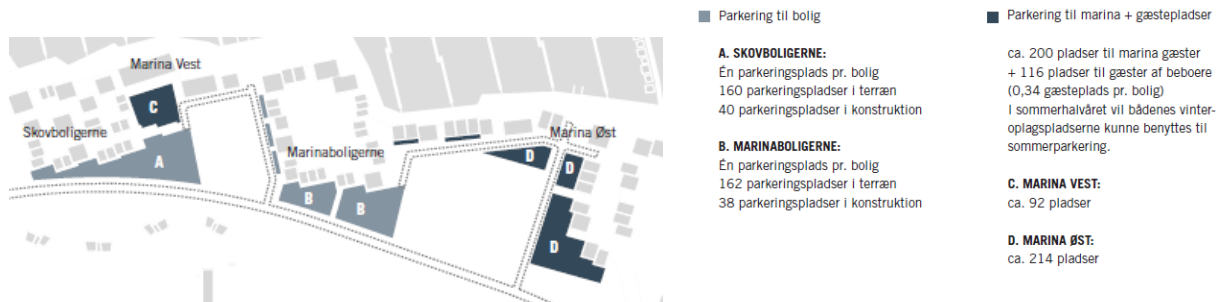 Marina Vest
C
Skovboligerne
A
Marinaboligerne
B
B
Marina Øst
D
D
D
Parkering til bolig
A. SKOVBOLIGERNE:
Én parkeringsplads pr. bolig
160 parkeringspladser i terræn
40 parkeringspladser i konstruktion
B. MARINABOLIGERNE:
Én parkeringsplads pr. bolig
162 parkeringspladser i terræn
38 parkeringspladser i konstruktion
Parkering til marina + gæstepladser
ca. 200 pladser til marina gæster
+ 116 pladser til gæster af beboere
(0,34 gæsteplads pr. bolig)
I sommerhalvåret vil bådenes vinter-
oplagspladserne kunne benyttes til
sommerparkering.
C. MARINA VEST:
ca. 92 pladser
D. MARINA ØST:
ca. 214 pladser